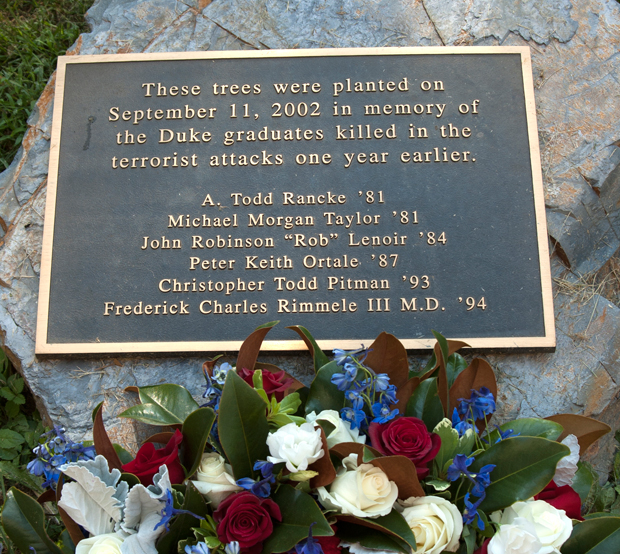 These trees were planted on
September 11, 2002 in memory of
the Duke graduates killed in the
terrorist attacks one year earlier.
A. Todd Rancke '81
Michael Morgan Taylor '81
John Robinson “Rob” Lenoir '84
Peter Keith Ortale '87
Christopher Todd Pitman '93
Frederick Charles Rimmele III M.D. '94